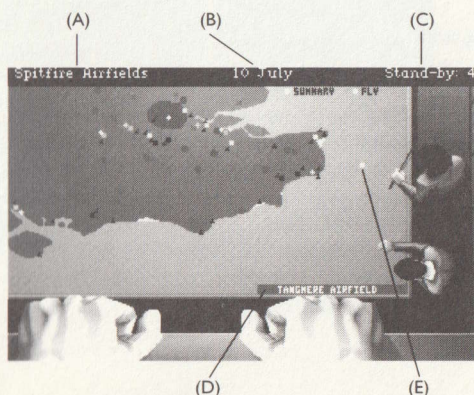 (A) (B) (C)
Spitfire Airfields 10 July Stand-by: 4
SUMMARY FLY
TANGMERE AIRFIELD
(D) (E)